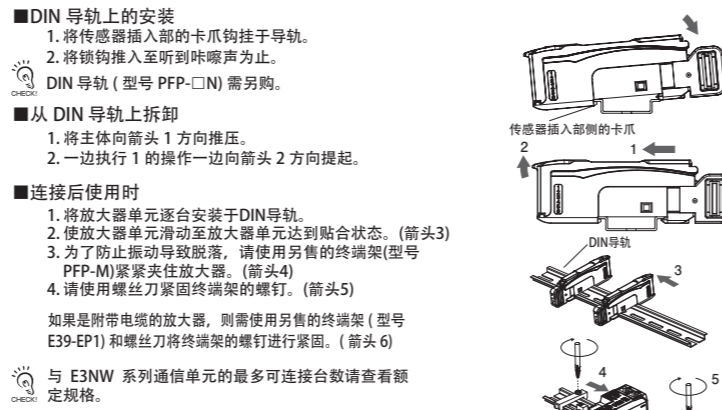 ■DIN 导轨上的安装
1. 将传感器插入部的卡爪钩挂于导轨。
2. 将锁钩推入至听到咔嚓声为止。
CHECK!
DIN 导轨 ( 型号 PFP-□N) 需另购。
■从 DIN 导轨上拆卸
1. 将主体向箭头 1 方向推压。
2. 一边执行 1 的操作一边向箭头 2 方向提起。
■连接后使用时
1. 将放大器单元逐台安装于DIN导轨。
2. 使放大器单元滑动至放大器单元达到贴合状态。(箭头3)
3. 为了防止振动导致脱落，请使用另售的终端架(型号
PFP-M)紧紧夹住放大器。(箭头4)
4. 请使用螺丝刀紧固终端架的螺钉。(箭头5)
如果是附带电缆的放大器，则需使用另售的终端架 ( 型号
E39-EP1) 和螺丝刀将终端架的螺钉进行紧固。( 箭头 6)
CHECK!
与 E3NW 系列通信单元的最多可连接台数请查看额
定规格。
传感器插入部侧的卡爪
2
1
DIN导轨
3
4
5